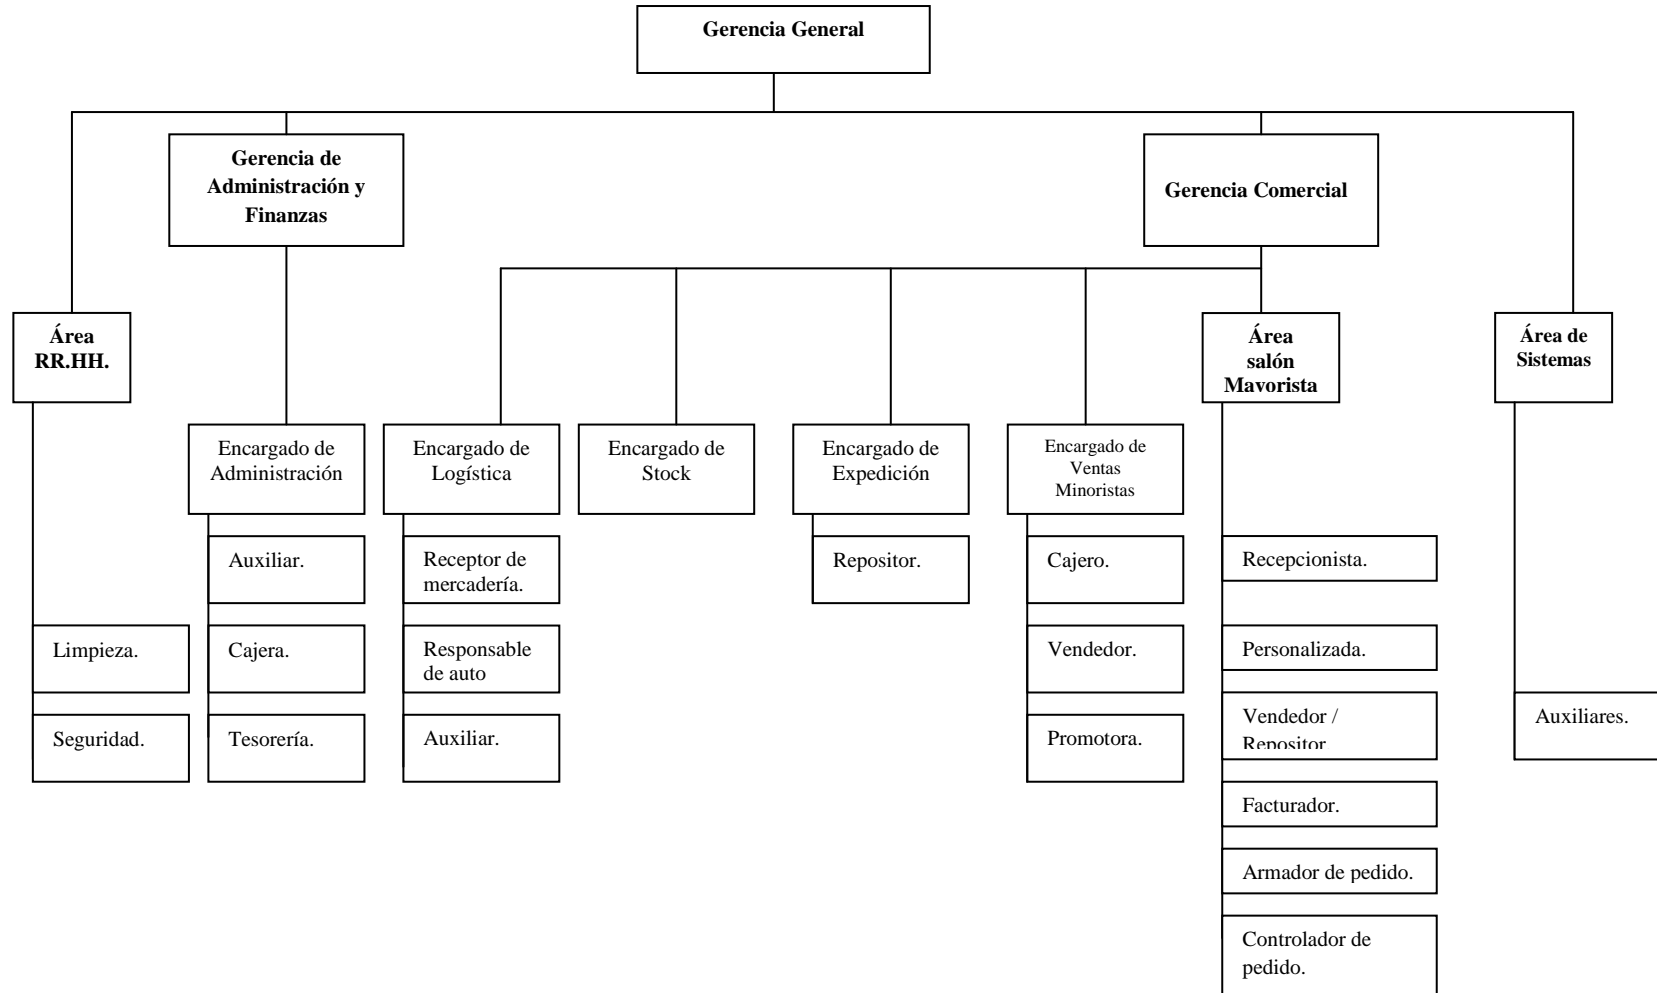 Gerencia General
Gerencia de
Administración y
Finanzas
Gerencia Comercial
Área
RR.HH.
Área
salón
Mayorista
Área de
Sistemas
Encargado de
Administración
Encargado de
Logística
Encargado de
Stock
Encargado de
Expedición
Encargado de
Ventas
Minoristas
Auxiliar.
Receptor de
mercadería.
Repositor.
Cajero.
Recepcionista.
Limpieza.
Cajera.
Responsable
de auto
Vendedor.
Personalizada.
Seguridad.
Tesorería.
Auxiliar.
Promotora.
Vendedor /
Repositor
Auxiliares.
Facturador.
Armador de pedido.
Controlador de
pedido.